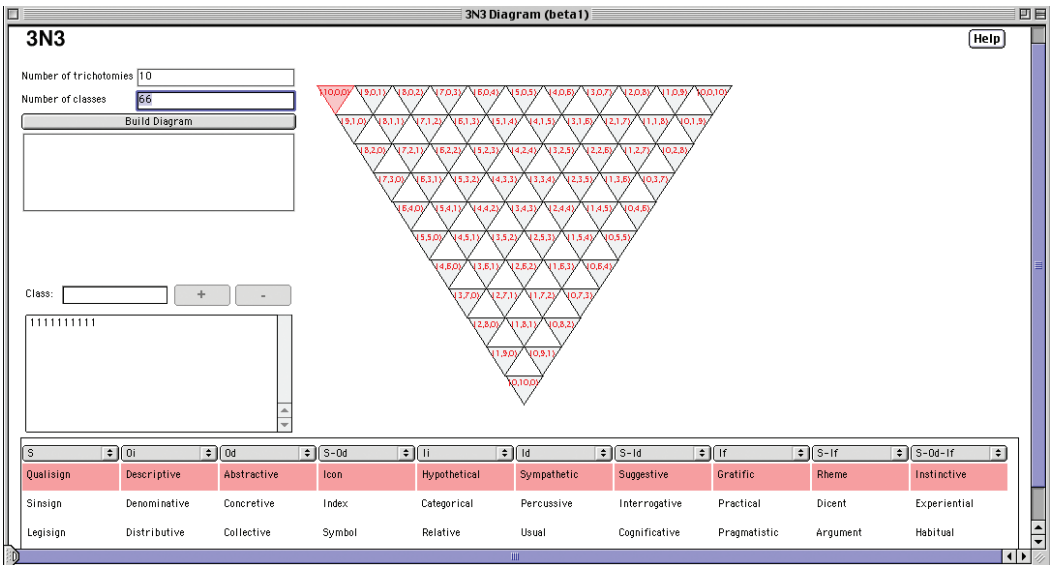 3N3 Diagram (beta1)
3N3
Help
Number of trichotomies 10
Number of classes 66
Build Diagram
(10,0,0) (9,0,1) (8,0,2) (7,0,3) (6,0,4) (5,0,5) (4,0,6) (3,0,7) (2,0,8) (1,0,9) (0,0,10)
(9,1,0) (8,1,1) (7,1,2) (6,1,3) (5,1,4) (4,1,5) (3,1,6) (2,1,7) (1,1,8) (0,1,9)
(8,2,0) (7,2,1) (6,2,2) (5,2,3) (4,2,4) (3,2,5) (2,2,6) (1,2,7) (0,2,8)
(7,3,0) (6,3,1) (5,3,2) (4,3,3) (3,3,4) (2,3,5) (1,3,6) (0,3,7)
(6,4,0) (5,4,1) (4,4,2) (3,4,3) (2,4,4) (1,4,5) (0,4,6)
(5,5,0) (4,5,1) (3,5,2) (2,5,3) (1,5,4) (0,5,5)
(4,6,0) (3,6,1) (2,6,2) (1,6,3) (0,6,4)
(3,7,0) (2,7,1) (1,7,2) (0,7,3)
(2,8,0) (1,8,1) (0,8,2)
(1,9,0) (0,9,1)
(0,10,0)
Class: + -
1111111111
S Oi Od S-Od Ii Id S-Id If S-If S-Od-If
Qualisign Descriptive Abstractive Icon Hypothetical Sympathetic Suggestive Gratific Rheme Instinctive
Sinsign Denominative Concretive Index Categorical Percussive Interrogative Practical Dicent Experiential
Legisign Distributive Collective Symbol Relative Usual Cognificative Pragmatistic Argument Habitual